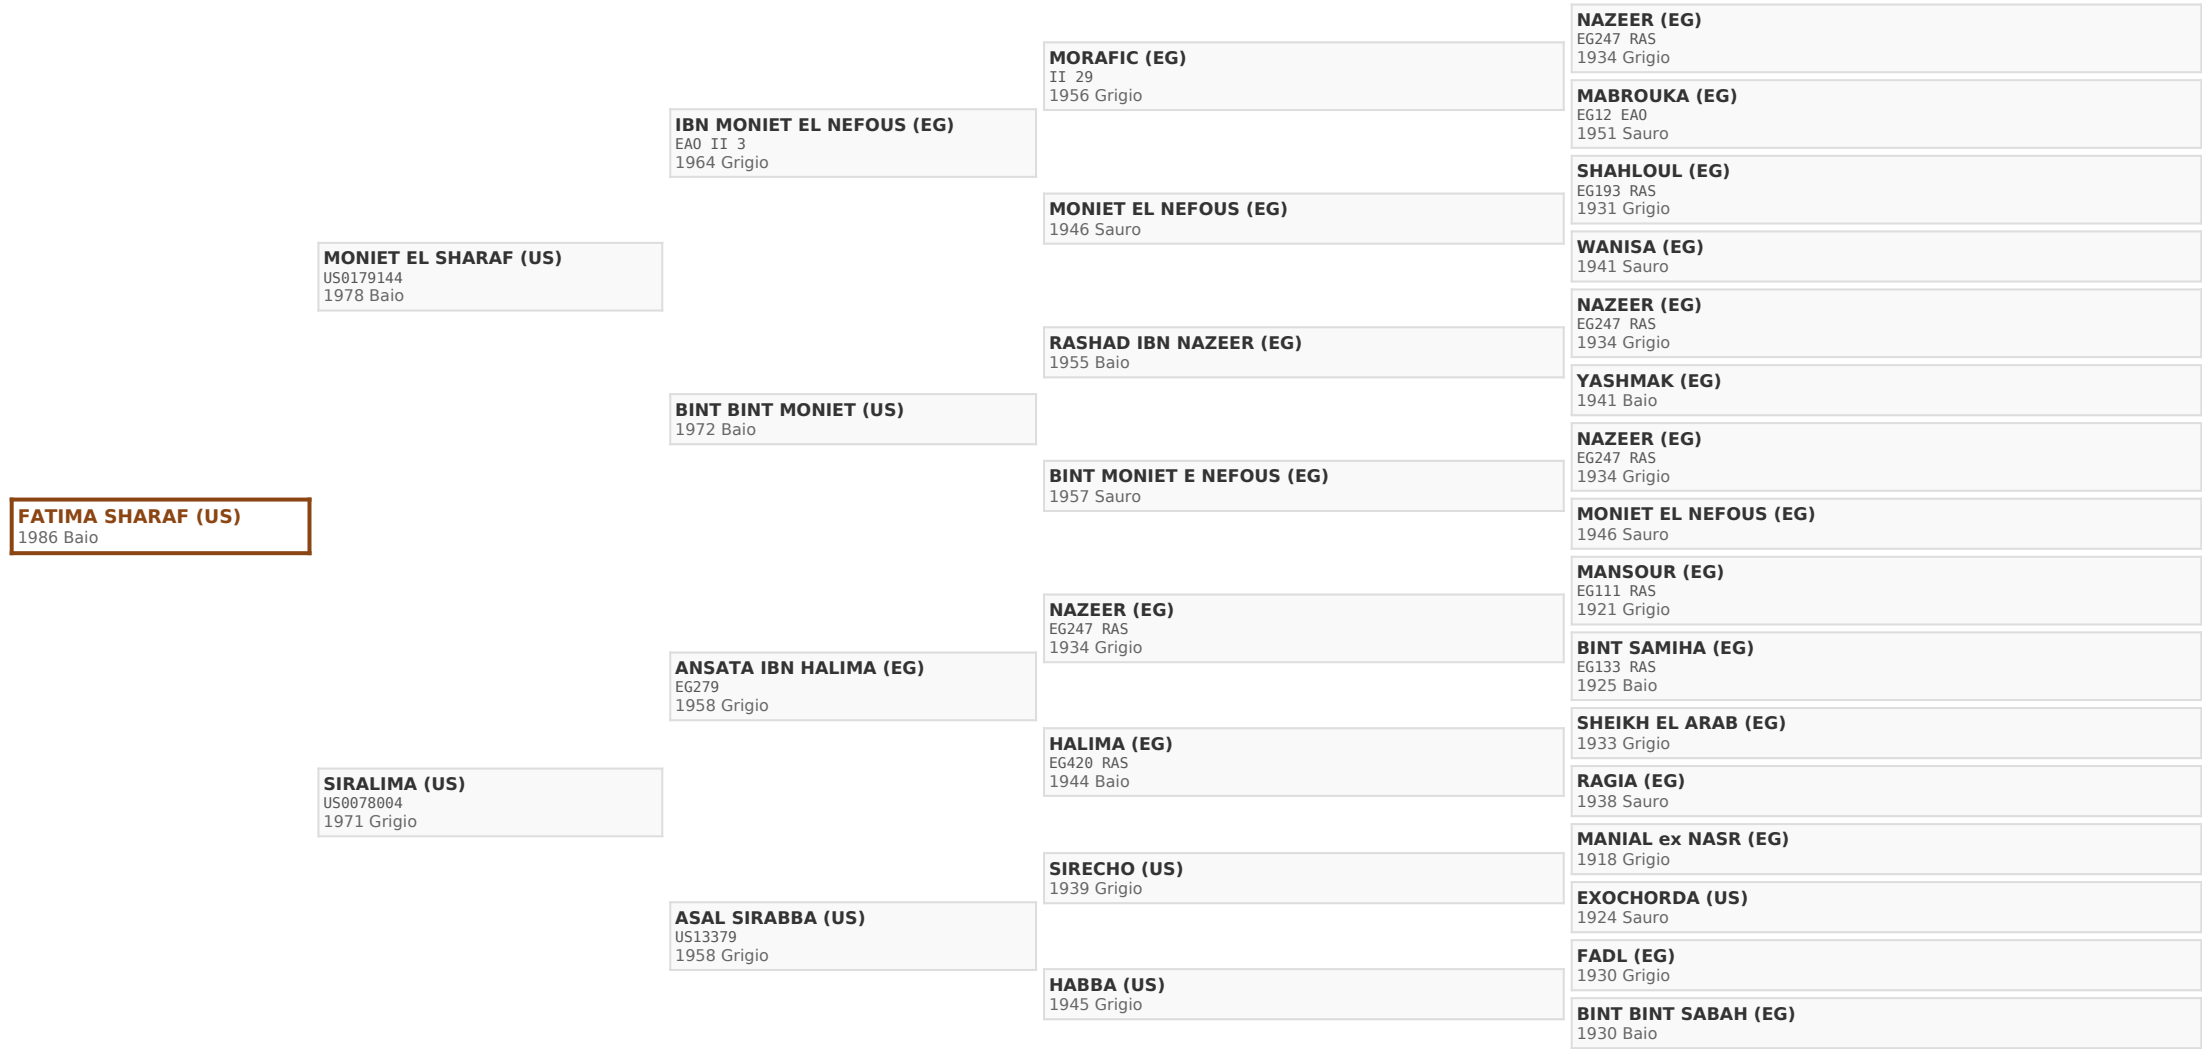 FATIMA SHARAF (US)
1986 Baio
MONIET EL SHARAF (US)
US0179144
1978 Baio
SIRALIMA (US)
US0078004
1971 Grigio
IBN MONIET EL NEFOUS (EG)
EAO II 3
1964 Grigio
BINT BINT MONIET (US)
1972 Baio
ANSATA IBN HALIMA (EG)
EG279
1958 Grigio
ASAL SIRABBA (US)
US13379
1958 Grigio
MORAFIC (EG)
II 29
1956 Grigio
MONIET EL NEFOUS (EG)
1946 Sauro
RASHAD IBN NAZEER (EG)
1955 Baio
BINT MONIET E NEFOUS (EG)
1957 Sauro
NAZEER (EG)
EG247 RAS
1934 Grigio
HALIMA (EG)
EG420 RAS
1944 Baio
SIRECHO (US)
1939 Grigio
HABBA (US)
1945 Grigio
NAZEER (EG)
EG247 RAS
1934 Grigio
MABROUKA (EG)
EG12 EAO
1951 Sauro
SHAHLOUL (EG)
EG193 RAS
1931 Grigio
WANISA (EG)
1941 Sauro
NAZEER (EG)
EG247 RAS
1934 Grigio
YASHMAK (EG)
1941 Baio
NAZEER (EG)
EG247 RAS
1934 Grigio
MONIET EL NEFOUS (EG)
1946 Sauro
MANSOUR (EG)
EG111 RAS
1921 Grigio
BINT SAMIHA (EG)
EG133 RAS
1925 Baio
SHEIKH EL ARAB (EG)
1933 Grigio
RAGIA (EG)
1938 Sauro
MANIAL ex NASR (EG)
1918 Grigio
EXOCHORDA (US)
1924 Sauro
FADL (EG)
1930 Grigio
BINT BINT SABAH (EG)
1930 Baio